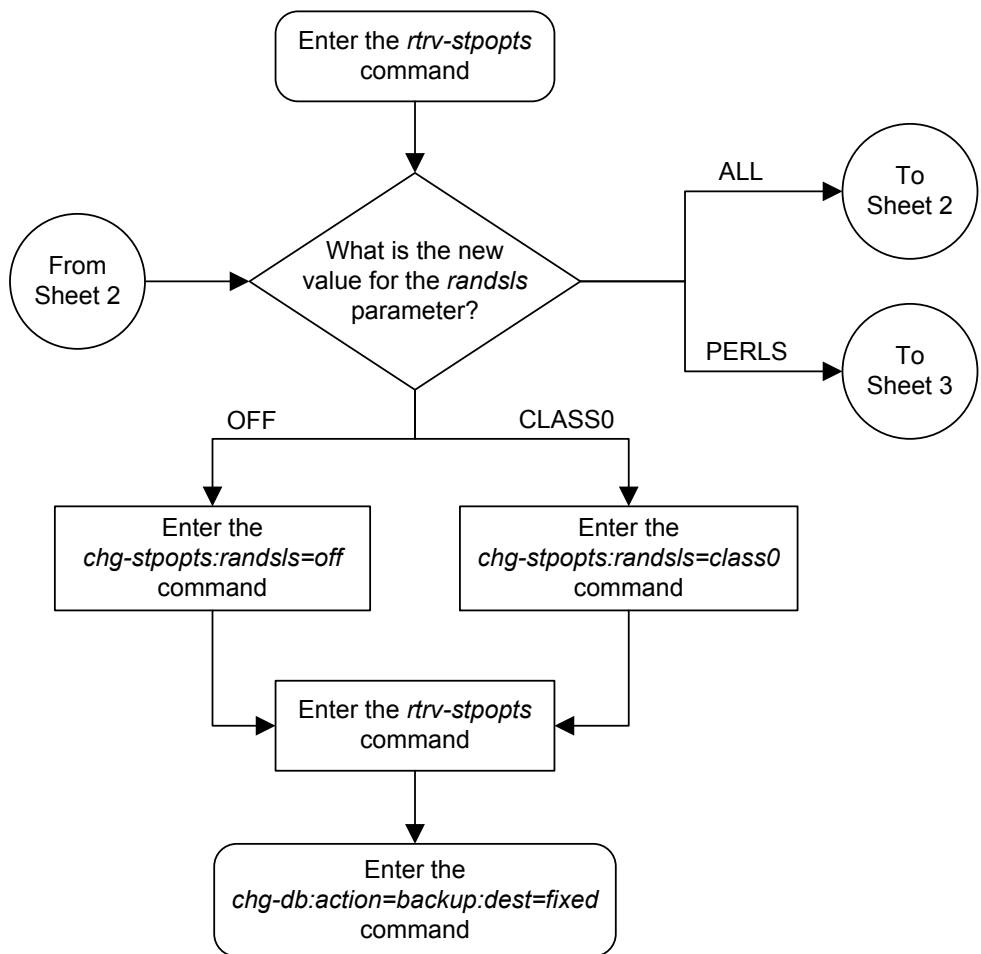 Enter the rtrv-stpopts
command
To
Sheet 2
ALL
What is the new
value for the randsls
parameter?
From
Sheet 2
PERLS
To
Sheet 3
OFF
CLASS0
Enter the
chg-stpopts:randsls=off
command
Enter the
chg-stpopts:randsls=class0
command
Enter the rtrv-stpopts
command
Enter the
chg-db:action=backup:dest=fixed
command